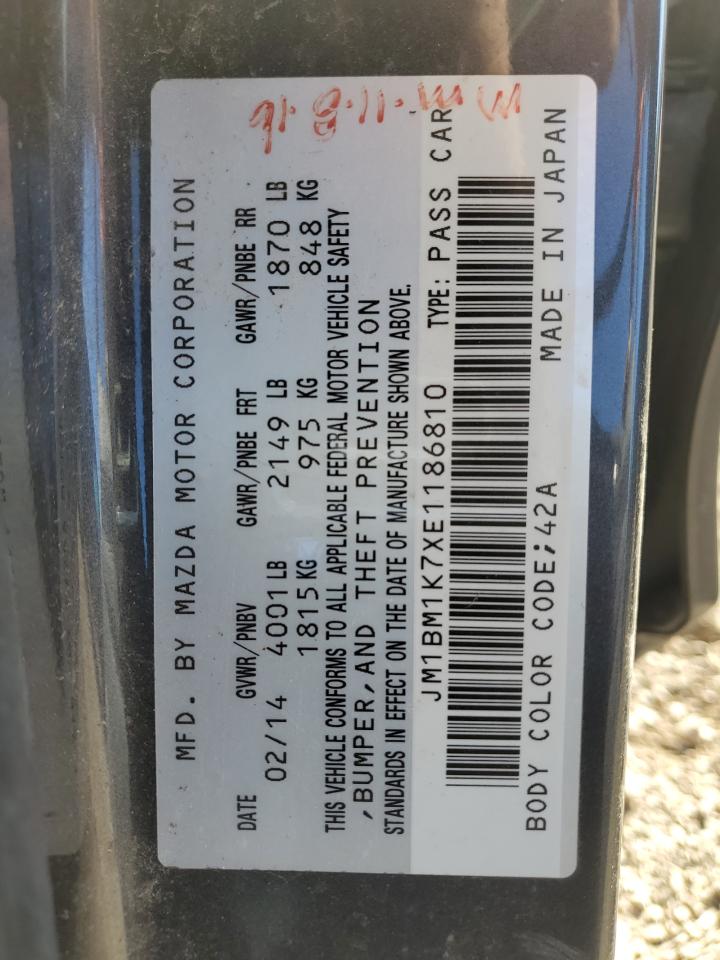 MFD. BY MAZDA MOTOR CORPORATION
DATE GVWR/PNBV GAWR/PNBE FRT GAWR/PNBE RR
02/14 4001LB 2149 LB 1870 LB
1815KG 975 KG 848 KG
THIS VEHICLE CONFORMS TO ALL APPLICABLE FEDERAL MOTOR VEHICLE SAFETY
,BUMPER,AND THEFT PREVENTION
STANDARDS IN EFFECT ON THE DATE OF MANUFACTURE SHOWN ABOVE.
JM1BM1K7XE1186810 TYPE: PASS CAR
BODY COLOR CODE;42A MADE IN JAPAN